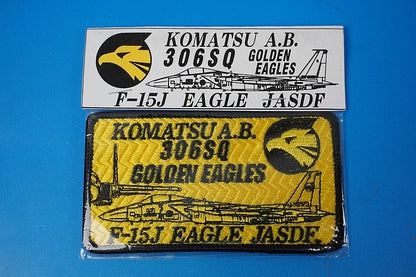 KOMATSU A.B.
306SQ GOLDEN
EAGLES
F-15J EAGLE JASDF
KOMATSU A.B.
306SQ
GOLDEN EAGLES
F-15J EAGLE JASDF.